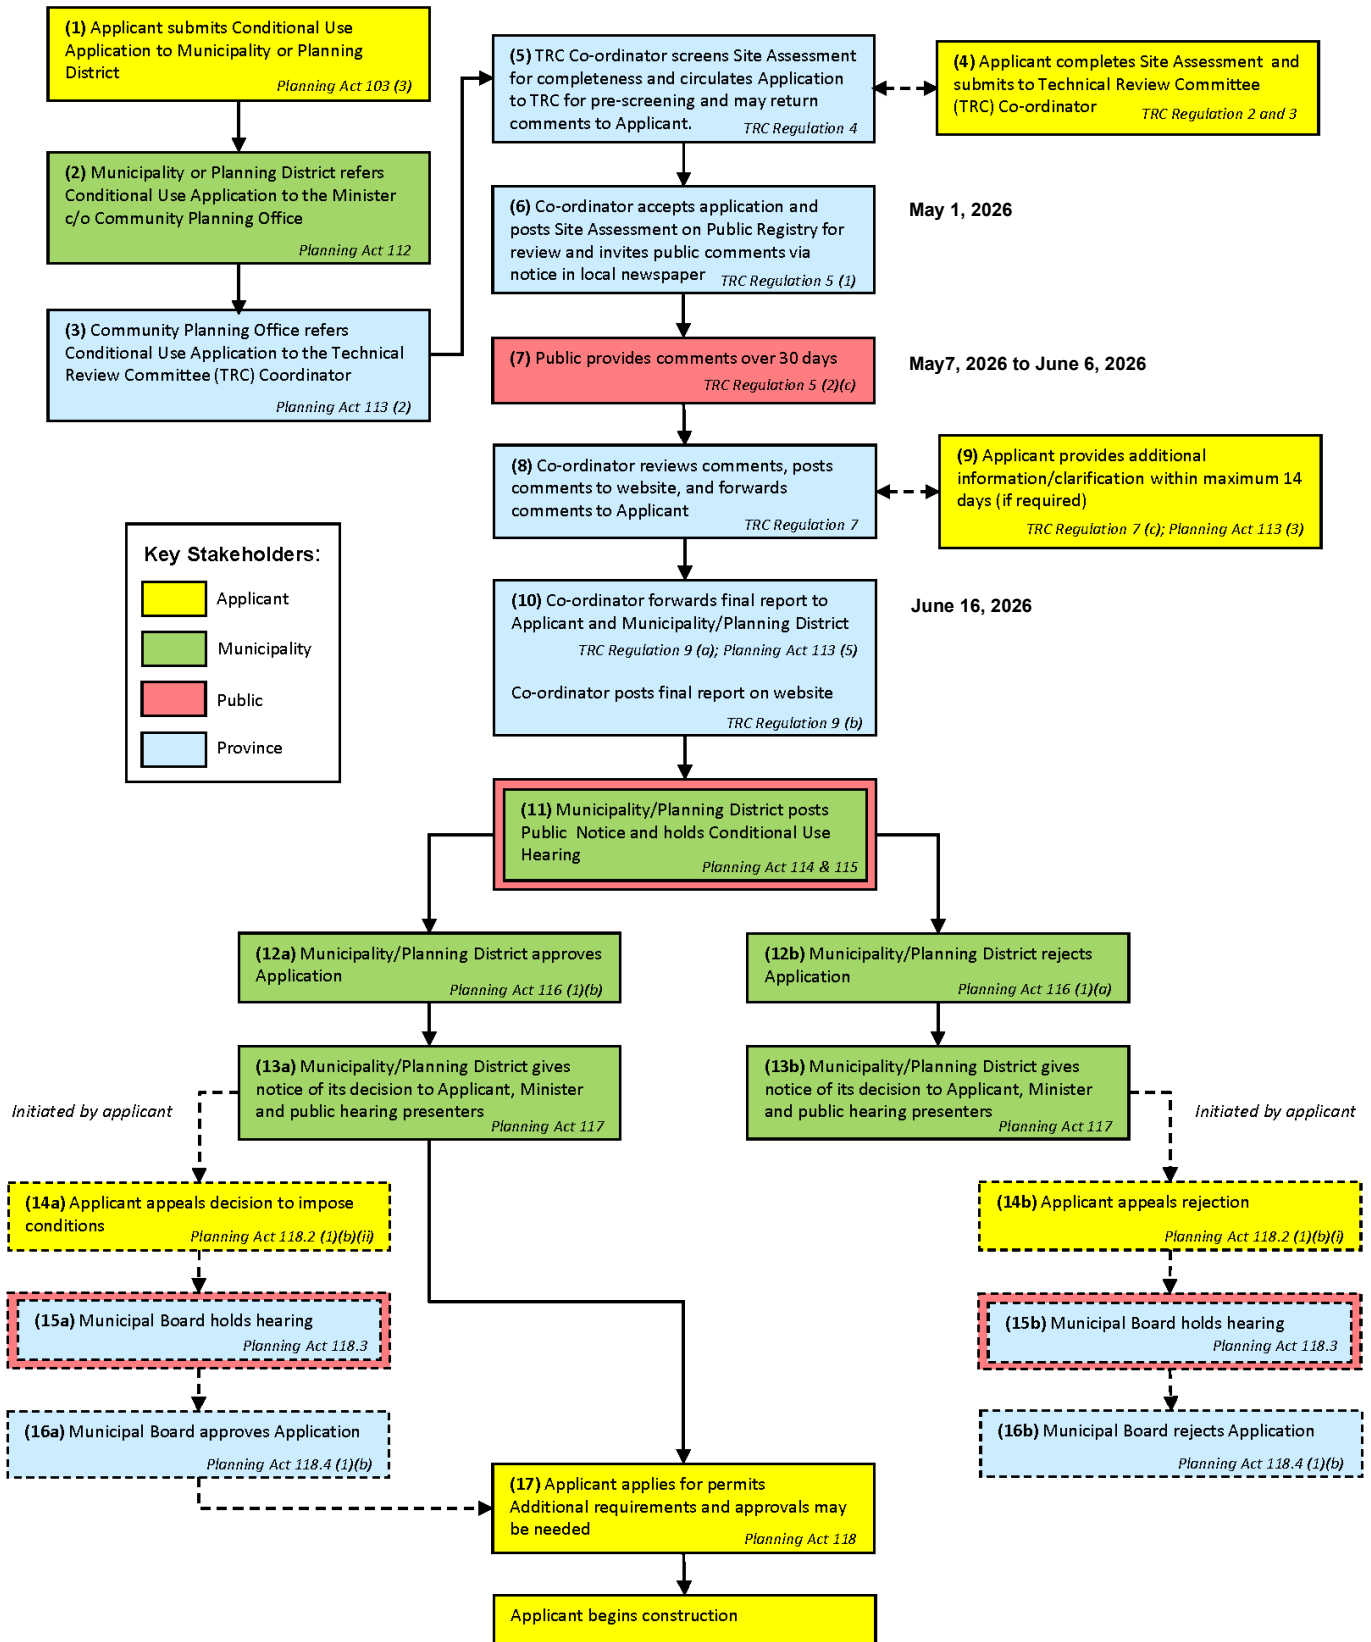 (1) Applicant submits Conditional Use
Application to Municipality or Planning
District
Planning Act 103 (3)
(2) Municipality or Planning District refers
Conditional Use Application to the Minister
c/o Community Planning Office
Planning Act 112
(3) Community Planning Office refers
Conditional Use Application to the Technical
Review Committee (TRC) Coordinator
Planning Act 113 (2)
(4) Applicant completes Site Assessment and
submits to Technical Review Committee
(TRC) Co-ordinator
TRC Regulation 2 and 3
(5) TRC Co-ordinator screens Site Assessment
for completeness and circulates Application
to TRC for pre-screening and may return
comments to Applicant.
TRC Regulation 4
(6) Co-ordinator accepts application and
posts Site Assessment on Public Registry for
review and invites public comments via
notice in local newspaper
TRC Regulation 5 (1)
May 1, 2026
(7) Public provides comments over 30 days
TRC Regulation 5 (2)(c)
May7, 2026 to June 6, 2026
(8) Co-ordinator reviews comments, posts
comments to website, and forwards
comments to Applicant
TRC Regulation 7
(9) Applicant provides additional
information/clarification within maximum 14
days (if required)
TRC Regulation 7 (c); Planning Act 113 (3)
Key Stakeholders:
Applicant
Municipality
Public
Province
(10) Co-ordinator forwards final report to
Applicant and Municipality/Planning District
TRC Regulation 9 (a); Planning Act 113 (5)
Co-ordinator posts final report on website
TRC Regulation 9 (b)
June 16, 2026
(11) Municipality/Planning District posts
Public Notice and holds Conditional Use
Hearing
Planning Act 114 & 115
(12a) Municipality/Planning District approves
Application
Planning Act 116 (1)(b)
(12b) Municipality/Planning District rejects
Application
Planning Act 116 (1)(a)
(13a) Municipality/Planning District gives
notice of its decision to Applicant, Minister
and public hearing presenters
Planning Act 117
(13b) Municipality/Planning District gives
notice of its decision to Applicant, Minister
and public hearing presenters
Planning Act 117
Initiated by applicant
Initiated by applicant
(14a) Applicant appeals decision to impose
conditions
Planning Act 118.2 (1)(b)(ii)
(14b) Applicant appeals rejection
Planning Act 118.2 (1)(b)(i)
(15a) Municipal Board holds hearing
Planning Act 118.3
(15b) Municipal Board holds hearing
Planning Act 118.3
(16a) Municipal Board approves Application
Planning Act 118.4 (1)(b)
(16b) Municipal Board rejects Application
Planning Act 118.4 (1)(b)
(17) Applicant applies for permits
Additional requirements and approvals may
be needed
Planning Act 118
Applicant begins construction